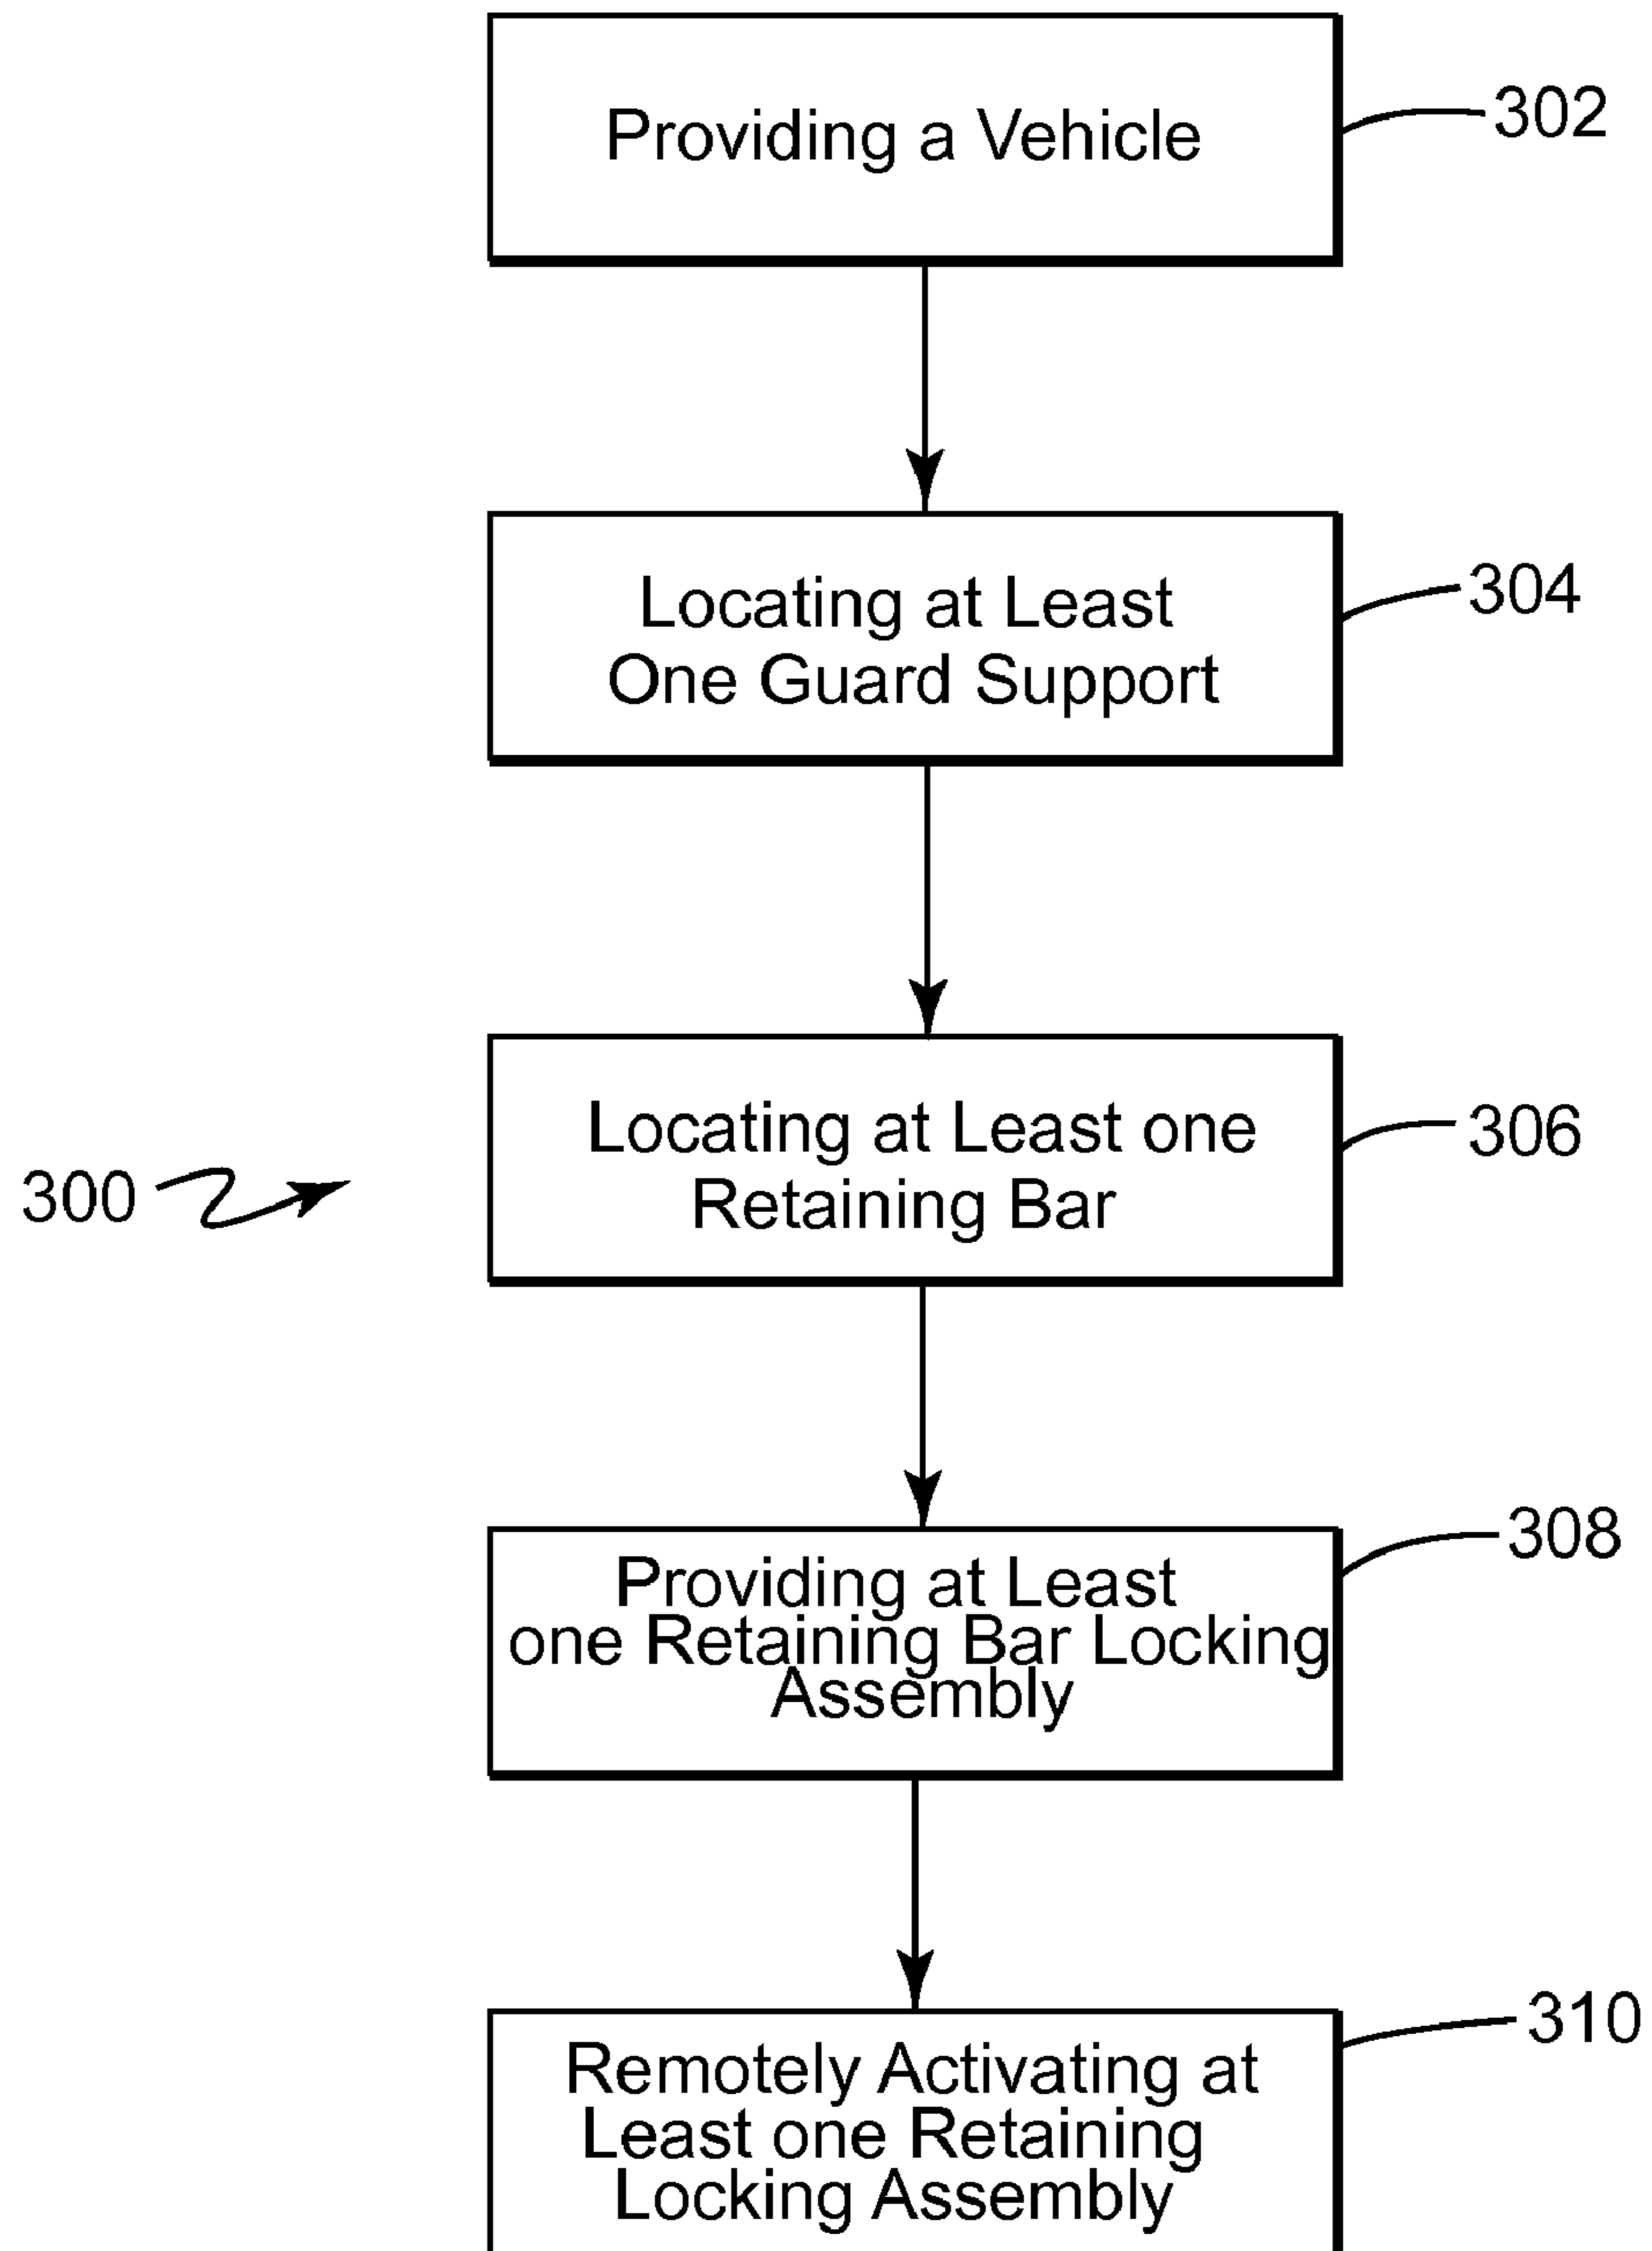 Providing a Vehicle
302
Locating at Least
One Guard Support
304
Locating at Least one
Retaining Bar
306
300
Providing at Least
one Retaining Bar Locking
Assembly
308
Remotely Activating at
Least one Retaining
Locking Assembly
310